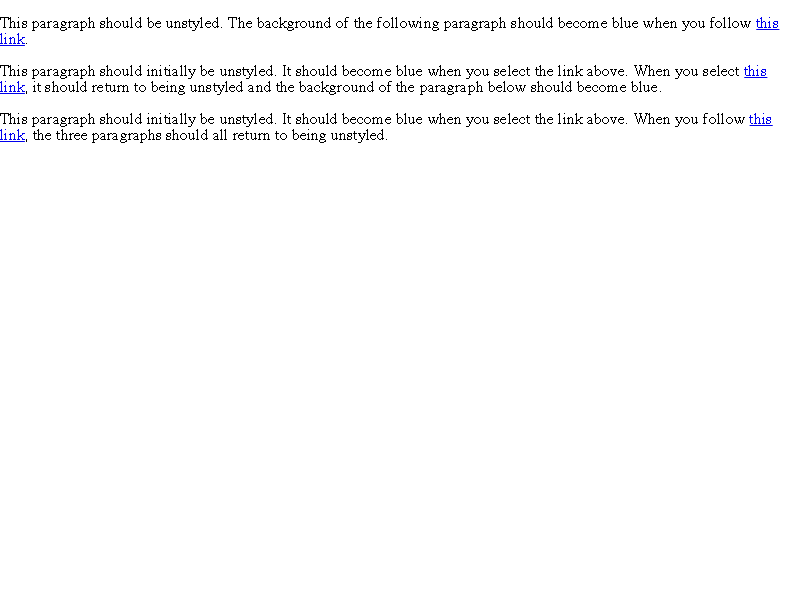 This paragraph should be unstyled. The background of the following paragraph should become blue when you follow this
link.
This paragraph should initially be unstyled. It should become blue when you select the link above. When you select this
link, it should return to being unstyled and the background of the paragraph below should become blue.
This paragraph should initially be unstyled. It should become blue when you select the link above. When you follow this
link, the three paragraphs should all return to being unstyled.